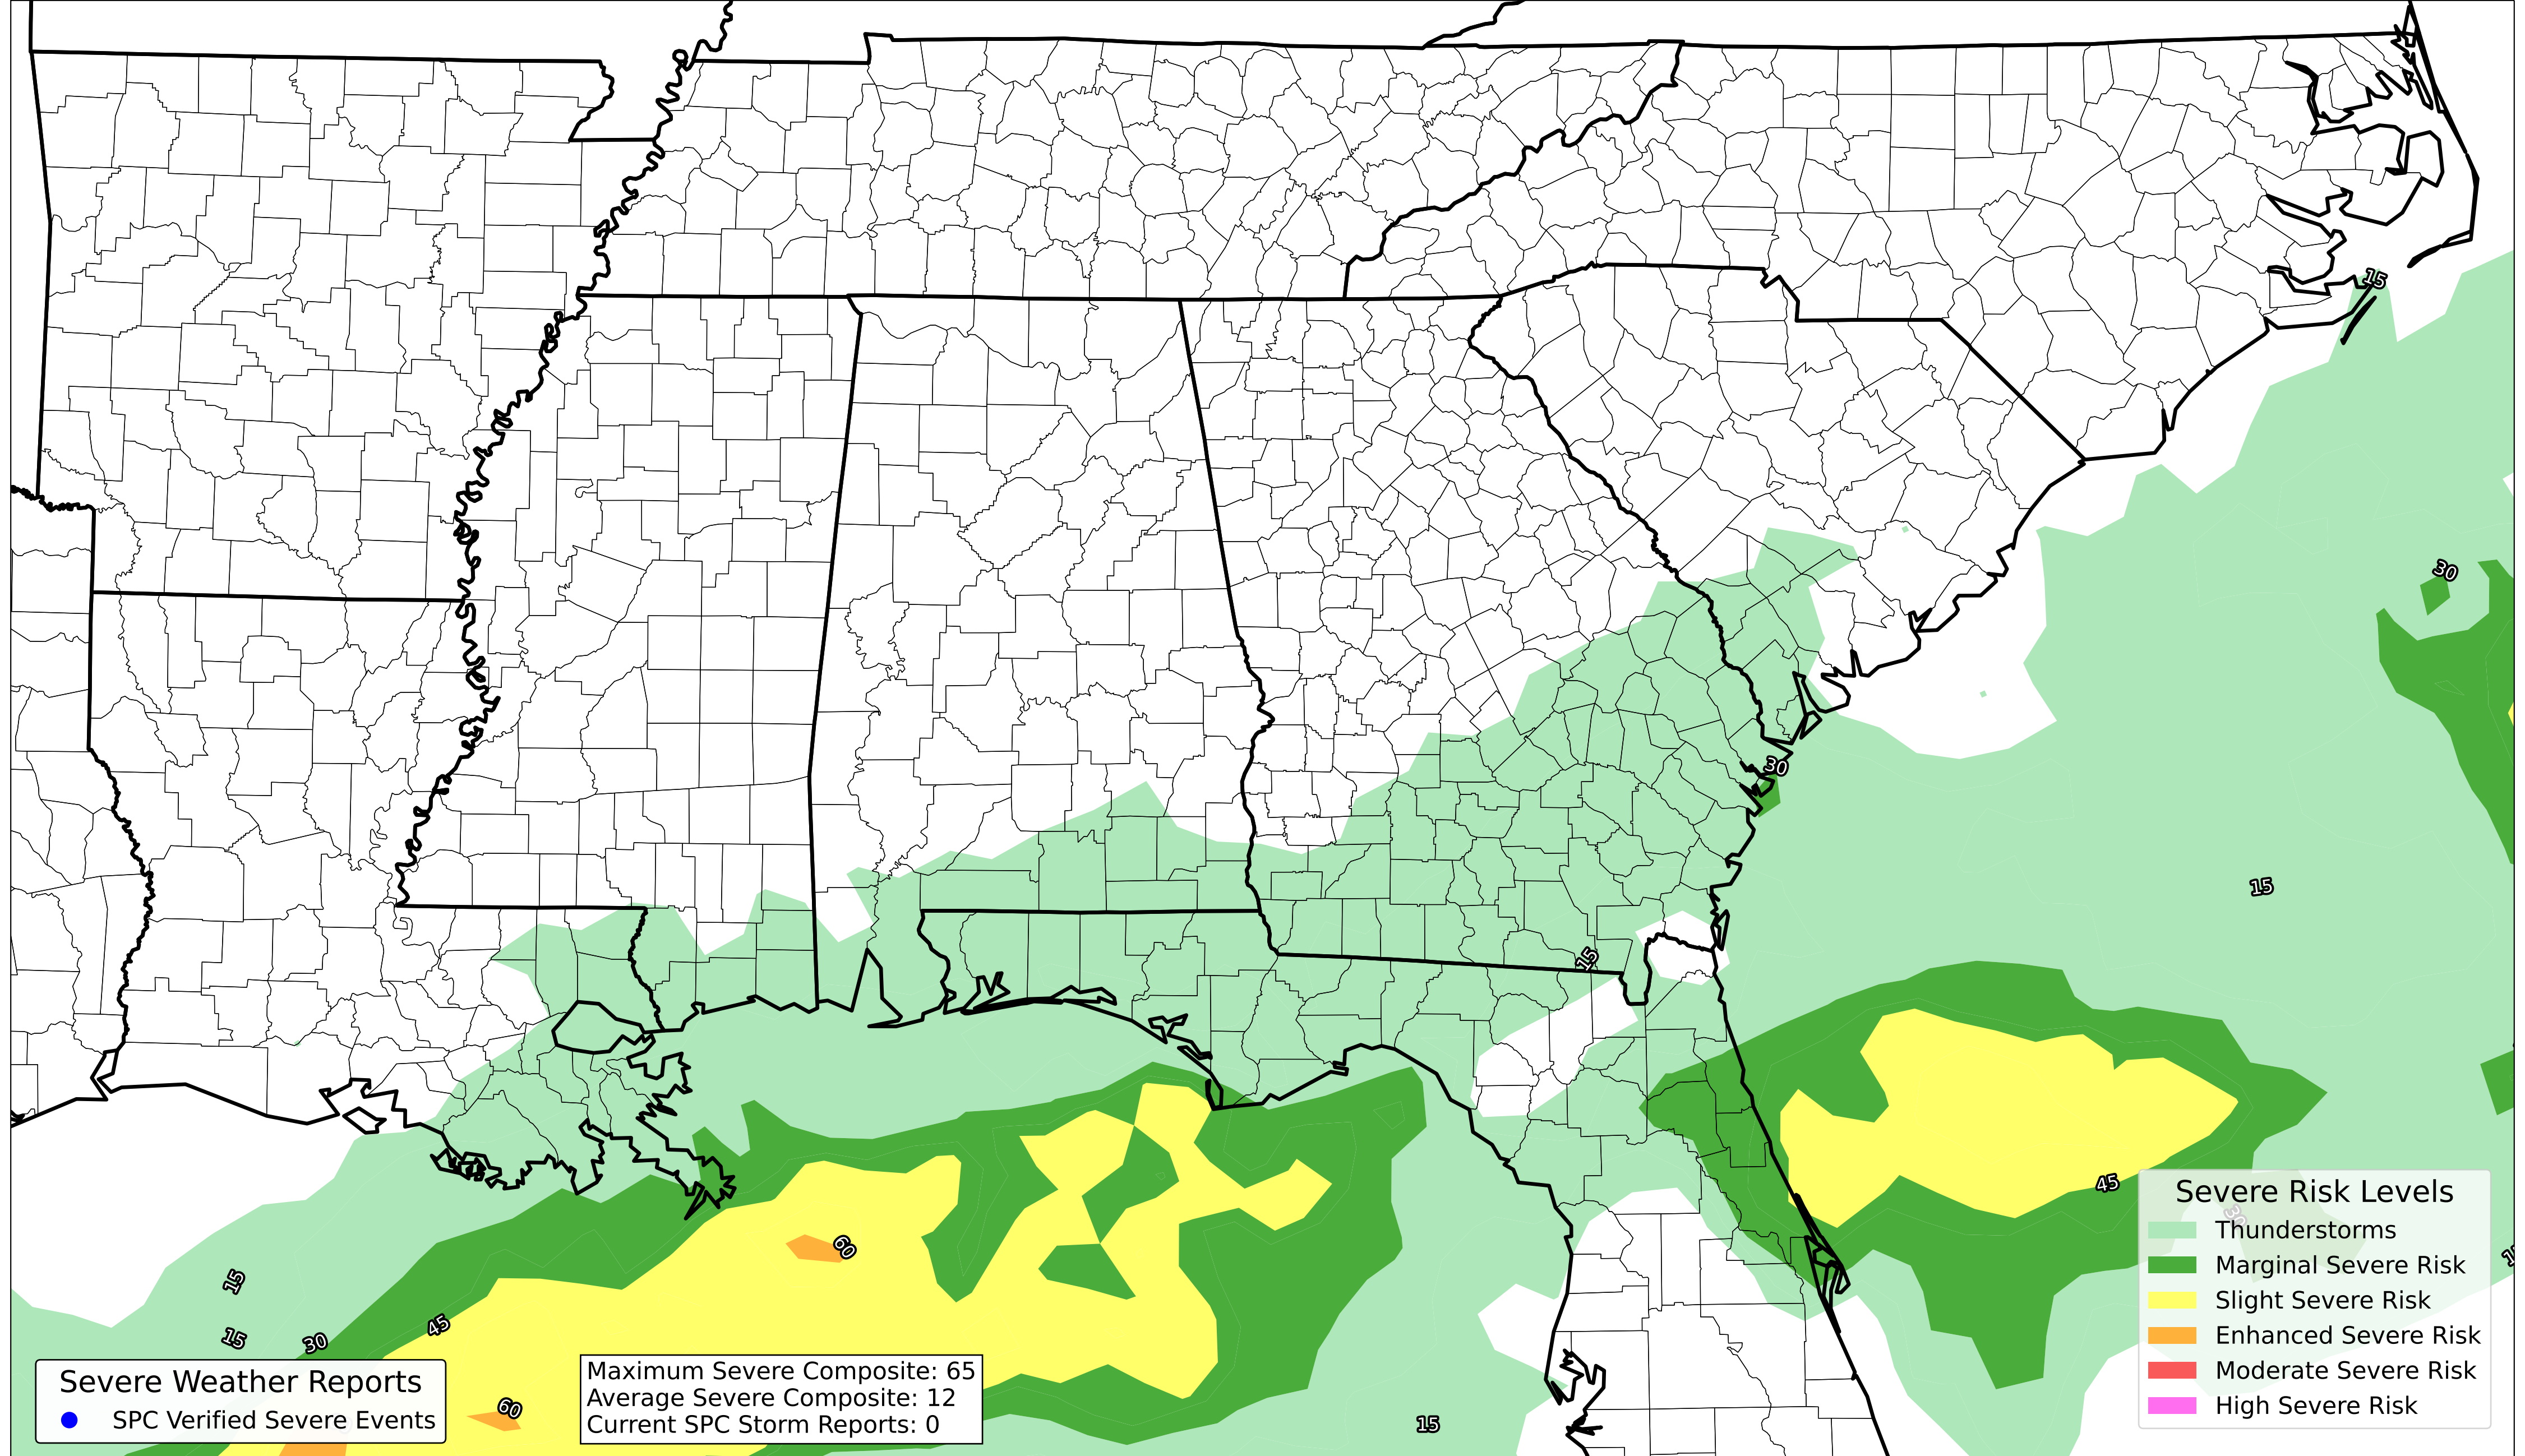 15
30
30
15
15
45
30
60
15
15
30
45
60
15
Severe Weather Reports
SPC Verified Severe Events
Maximum Severe Composite: 65
Average Severe Composite: 12
Current SPC Storm Reports: 0
Severe Risk Levels
Thunderstorms
Marginal Severe Risk
Slight Severe Risk
Enhanced Severe Risk
Moderate Severe Risk
High Severe Risk